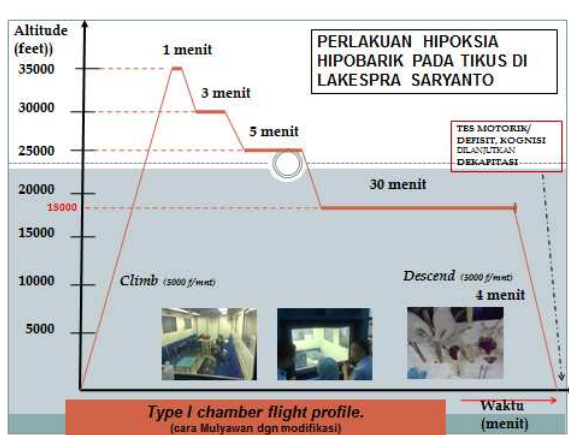 Altitude
(feet))
35000
30000
25000
20000
18000
15000
10000
5000
1 menit
3 menit
5 menit
30 menit
PERLAKUAN HIPOKSIA
HIPOBARIK PADA TIKUS DI
LAKESPRA SARYANTO
TES MOTORIK/
DEFISIT, KOGNISI
DILANJUTKAN
DEKAPITASI
Climb (5000 f/mnt)
Descend (5000 f/mnt)
4 menit
Type I chamber flight profile.
(cara Mulyawan dgn modifikasi)
Waktu
(menit)